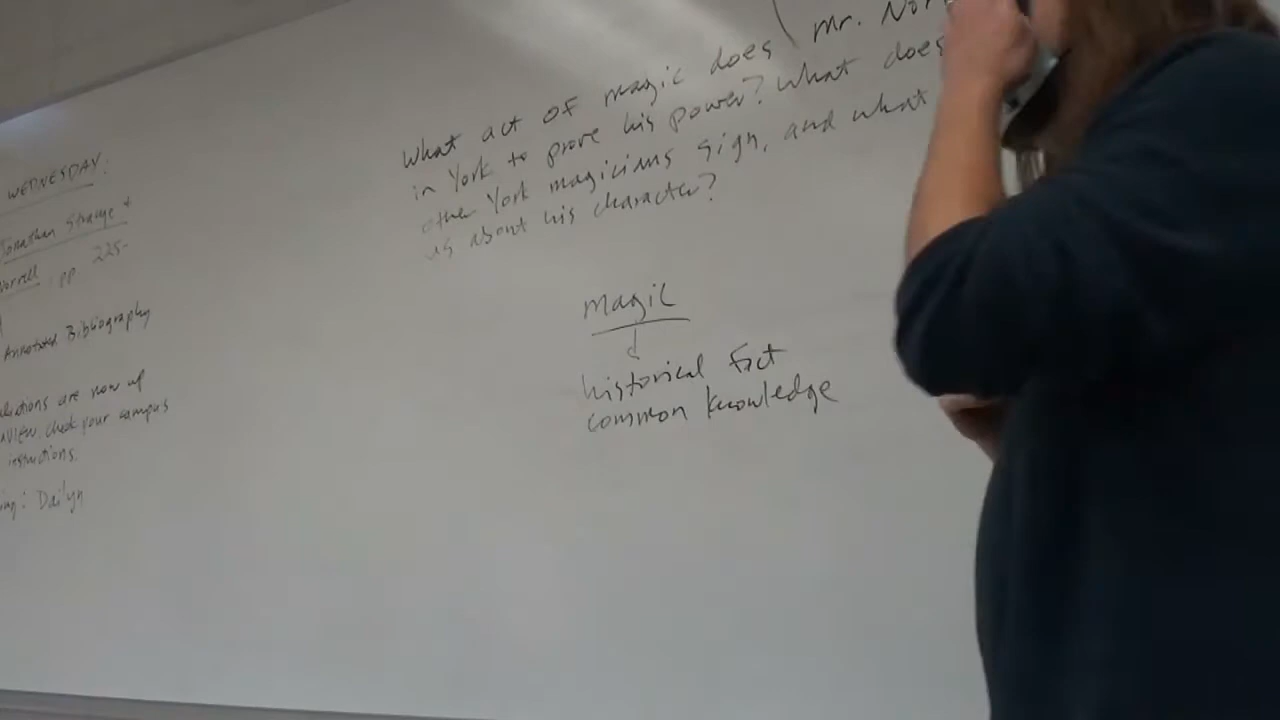 WEDNESDAY:
Jonathan Strange +
Norrell pp 225-
Annotated Bibliography
are now up
check your campus
instructions.
: Dailyn
What act of magic does Mr. Nor
in York to prove his power? What does
other York magicians sign, and what
us about his character?
magic
historical fact
common knowledge